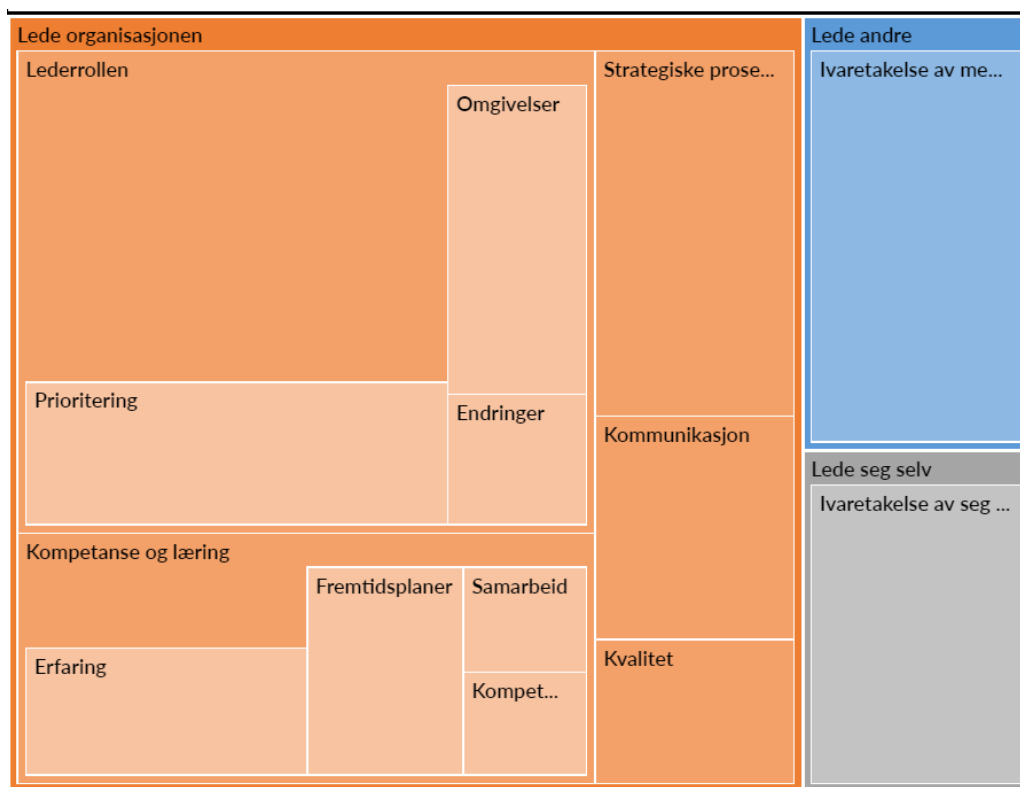 Lede organisasjonen
Lederrollen
Omgivelser
Prioritering
Endringer
Kompetanse og læring
Fremtidsplaner
Samarbeid
Erfaring
Kompet...
Strategiske prose...
Kommunikasjon
Kvalitet
Lede andre
Ivaretakelse av me...
Lede seg selv
Ivaretakelse av seg ...